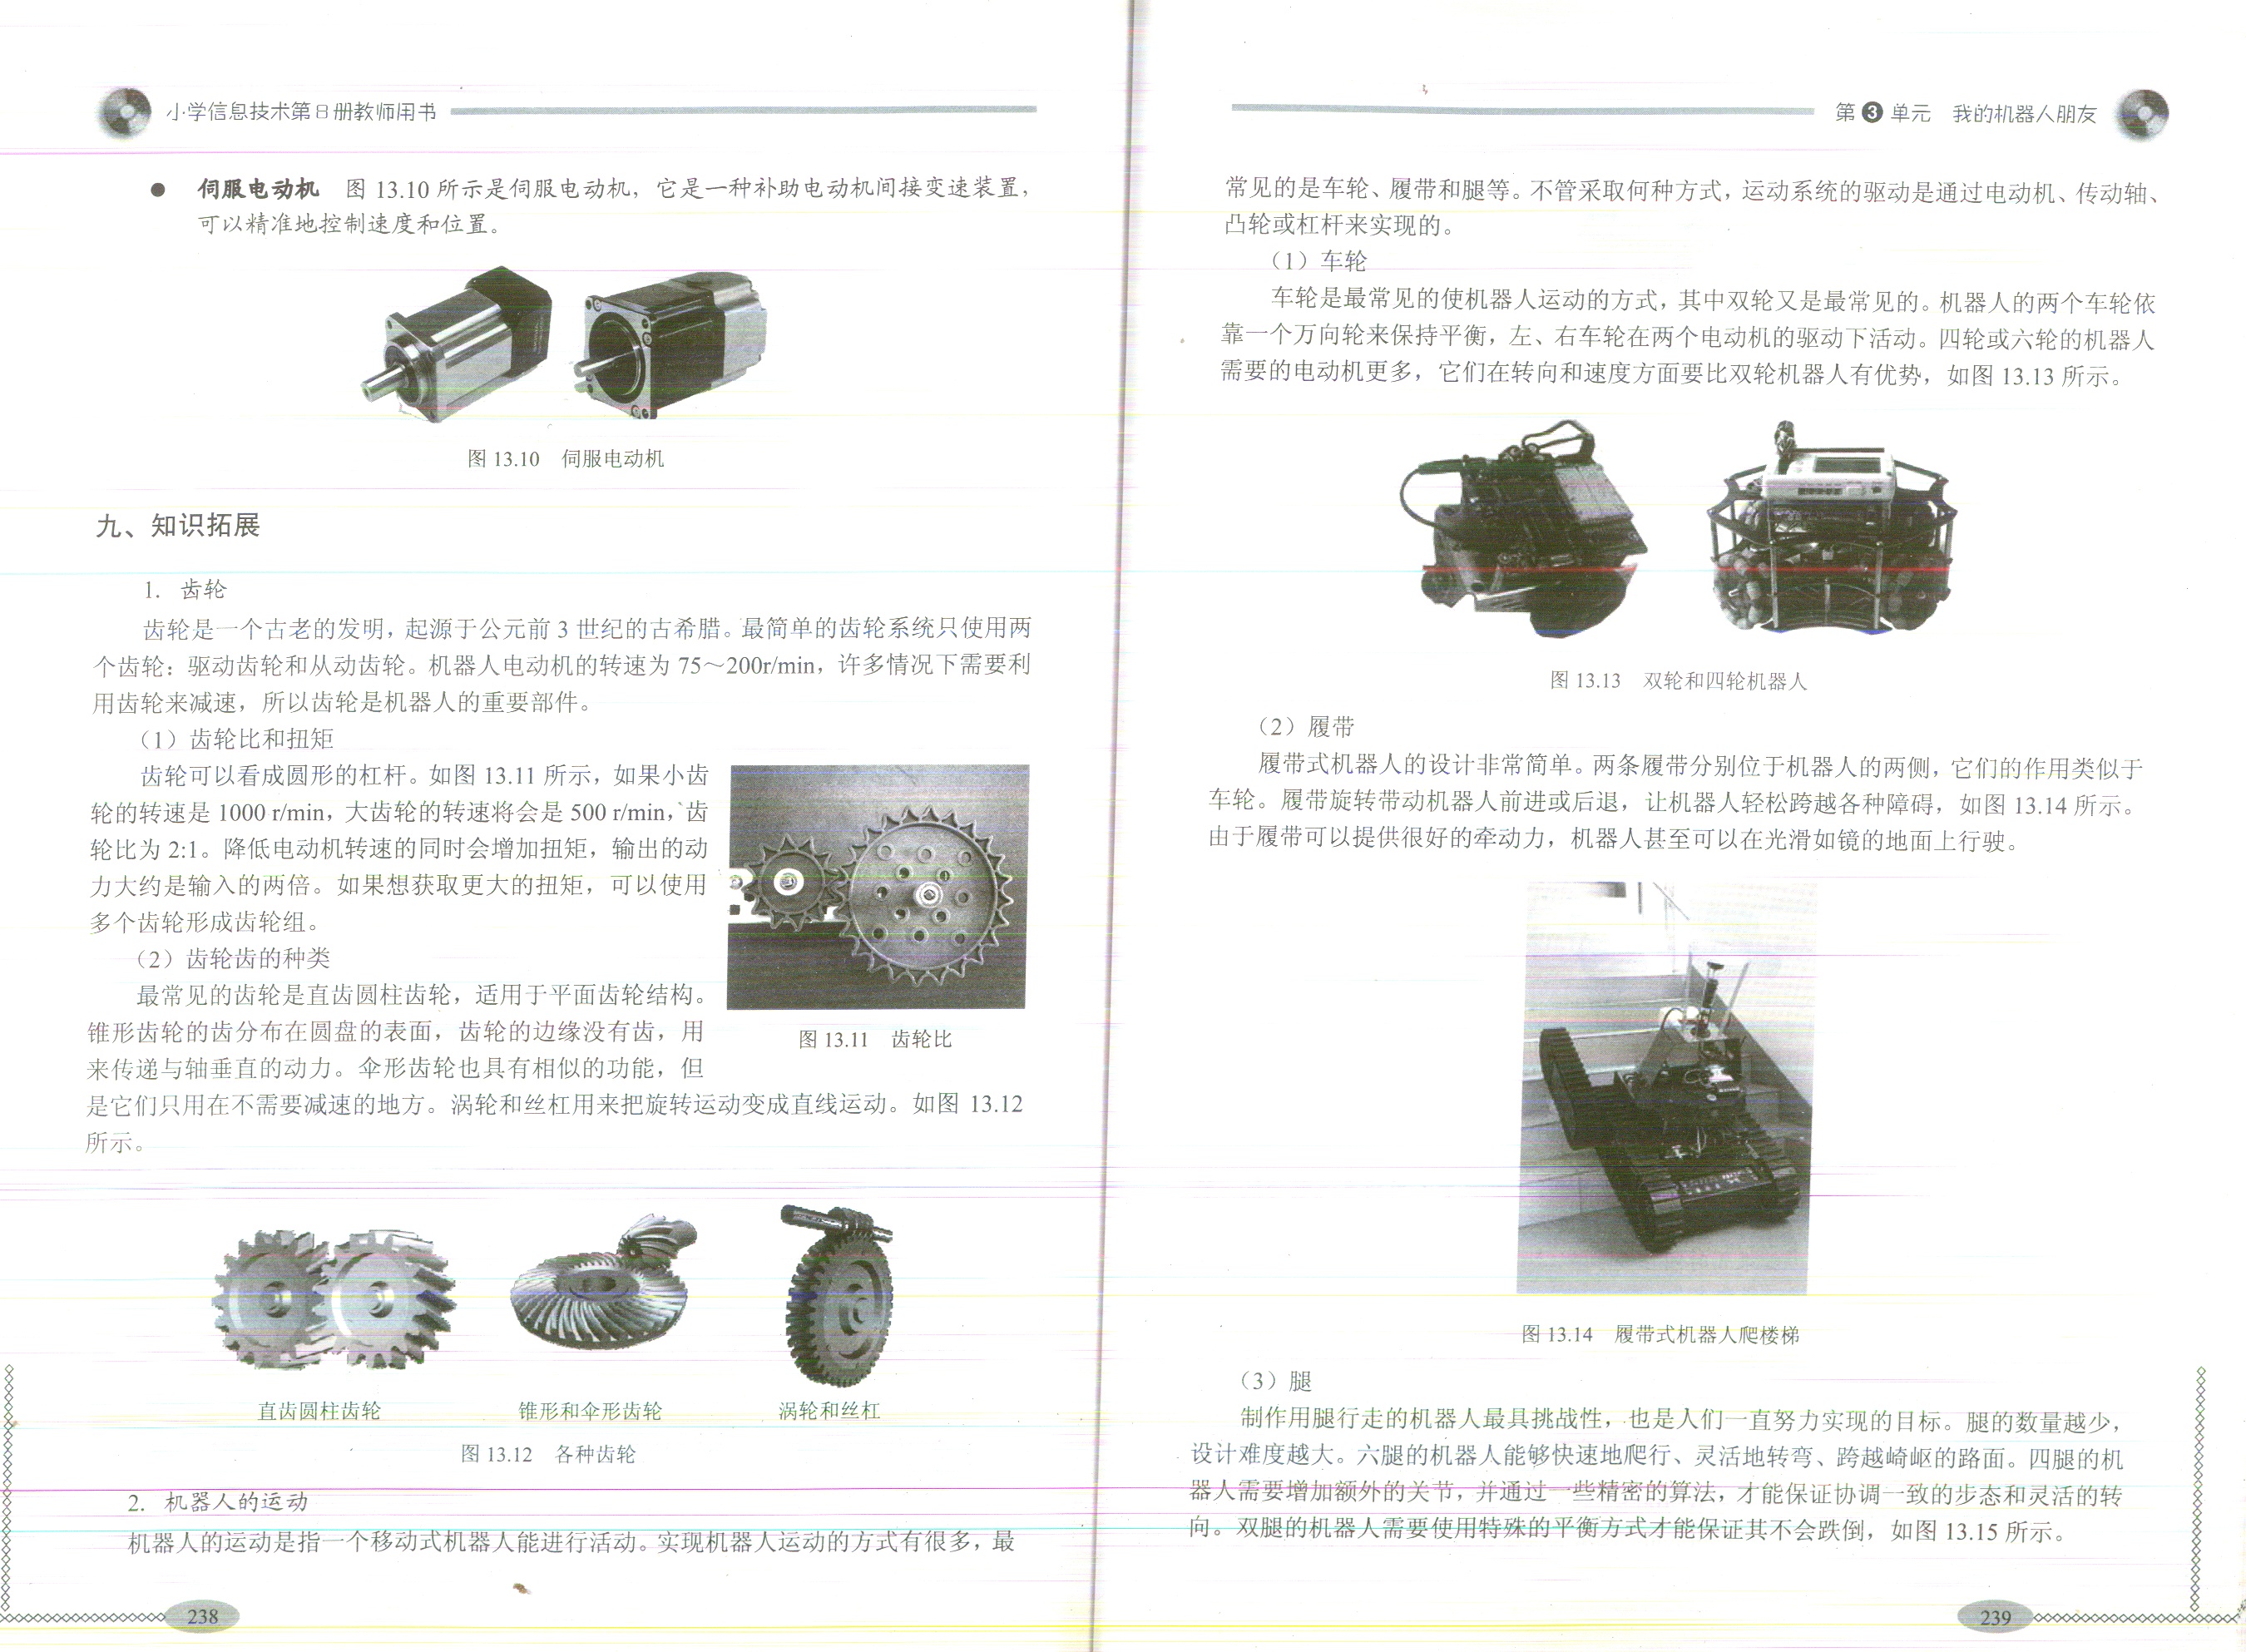 小学信息技术第8册教师用书
● 伺服电动机 图 13.10 所示是伺服电动机，它是一种补助电动机间接变速装置，
可以精准地控制速度和位置。
图 13.10 伺服电动机
九、知识拓展
1. 齿轮
齿轮是一个古老的发明，起源于公元前 3 世纪的古希腊。最简单的齿轮系统只使用两
个齿轮：驱动齿轮和从动齿轮。机器人电动机的转速为 75～200r/min，许多情况下需要利
用齿轮来减速，所以齿轮是机器人的重要部件。
（1）齿轮比和扭矩
齿轮可以看成圆形的杠杆。如图 13.11 所示，如果小齿
轮的转速是 1000 r/min，大齿轮的转速将会是 500 r/min，齿
轮比为 2:1。降低电动机转速的同时会增加扭矩，输出的动
力大约是输入的两倍。如果想获取更大的扭矩，可以使用
多个齿轮形成齿轮组。
（2）齿轮齿的种类
最常见的齿轮是直齿圆柱齿轮，适用于平面齿轮结构。
锥形齿轮的齿分布在圆盘的表面，齿轮的边缘没有齿，用
来传递与轴垂直的动力。伞形齿轮也具有相似的功能，但
是它们只用在不需要减速的地方。涡轮和丝杠用来把旋转运动变成直线运动。如图 13.12
所示。
图 13.11 齿轮比
直齿圆柱齿轮 锥形和伞形齿轮 涡轮和丝杠
图 13.12 各种齿轮
2. 机器人的运动
机器人的运动是指一个移动式机器人能进行活动。实现机器人运动的方式有很多，最
238
第 3 单元 我的机器人朋友
常见的是车轮、履带和腿等。不管采取何种方式，运动系统的驱动是通过电动机、传动轴、
凸轮或杠杆来实现的。
（1）车轮
车轮是最常见的使机器人运动的方式，其中双轮又是最常见的。机器人的两个车轮依
靠一个万向轮来保持平衡，左、右车轮在两个电动机的驱动下活动。四轮或六轮的机器人
需要的电动机更多，它们在转向和速度方面要比双轮机器人有优势，如图 13.13 所示。
图 13.13 双轮和四轮机器人
（2）履带
履带式机器人的设计非常简单。两条履带分别位于机器人的两侧，它们的作用类似于
车轮。履带旋转带动机器人前进或后退，让机器人轻松跨越各种障碍，如图 13.14 所示。
由于履带可以提供很好的牵动力，机器人甚至可以在光滑如镜的地面上行驶。
图 13.14 履带式机器人爬楼梯
（3）腿
制作用腿行走的机器人最具挑战性，也是人们一直努力实现的目标。腿的数量越少，
设计难度越大。六腿的机器人能够快速地爬行、灵活地转弯、跨越崎岖的路面。四腿的机
器人需要增加额外的关节，并通过一些精密的算法，才能保证协调一致的步态和灵活的转
向。双腿的机器人需要使用特殊的平衡方式才能保证其不会跌倒，如图 13.15 所示。
239